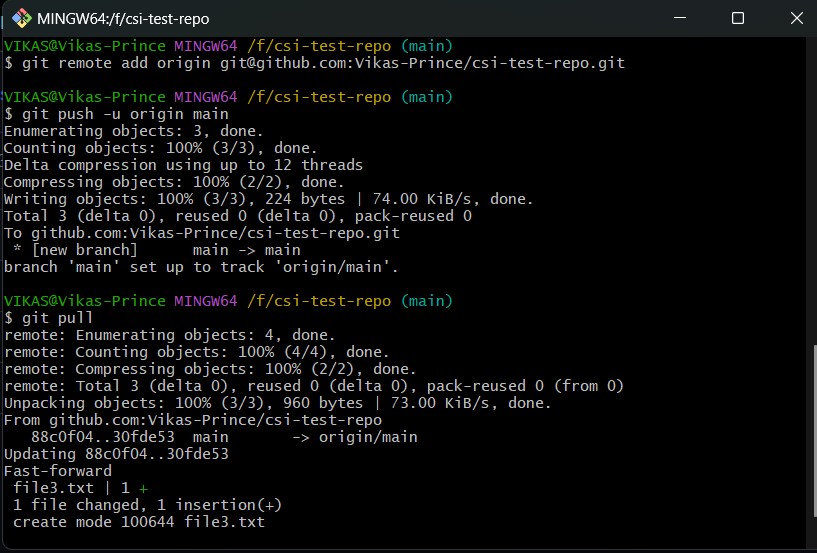 MINGW64:/f/csi-test-repo
VIKAS@Vikas-Prince MINGW64 /f/csi-test-repo (main)
$ git remote add origin git@github.com:Vikas-Prince/csi-test-repo.git
VIKAS@Vikas-Prince MINGW64 /f/csi-test-repo (main)
$ git push -u origin main
Enumerating objects: 3, done.
Counting objects: 100% (3/3), done.
Delta compression using up to 12 threads
Compressing objects: 100% (2/2), done.
Writing objects: 100% (3/3), 224 bytes | 74.00 KiB/s, done.
Total 3 (delta 0), reused 0 (delta 0), pack-reused 0
To github.com:Vikas-Prince/csi-test-repo.git
 * [new branch]      main -> main
branch 'main' set up to track 'origin/main'.
VIKAS@Vikas-Prince MINGW64 /f/csi-test-repo (main)
$ git pull
remote: Enumerating objects: 4, done.
remote: Counting objects: 100% (4/4), done.
remote: Compressing objects: 100% (2/2), done.
remote: Total 3 (delta 0), reused 0 (delta 0), pack-reused 0 (from 0)
Unpacking objects: 100% (3/3), 960 bytes | 73.00 KiB/s, done.
From github.com:Vikas-Prince/csi-test-repo
   88c0f04..30fde53  main       -> origin/main
Updating 88c0f04..30fde53
Fast-forward
 file3.txt | 1 +
 1 file changed, 1 insertion(+)
 create mode 100644 file3.txt